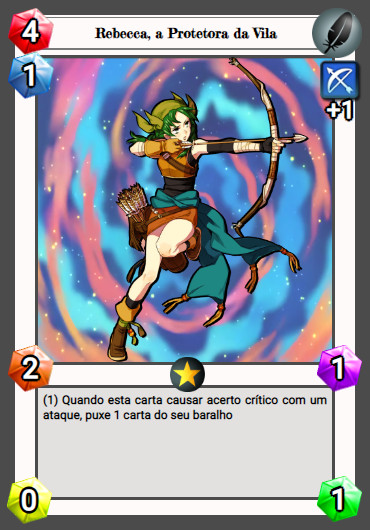 4
Rebecca, a Protetora da Vila
1
+1
2
1
(1) Quando esta carta causar acerto crítico com um
ataque, puxe 1 carta do seu baralho
0
1